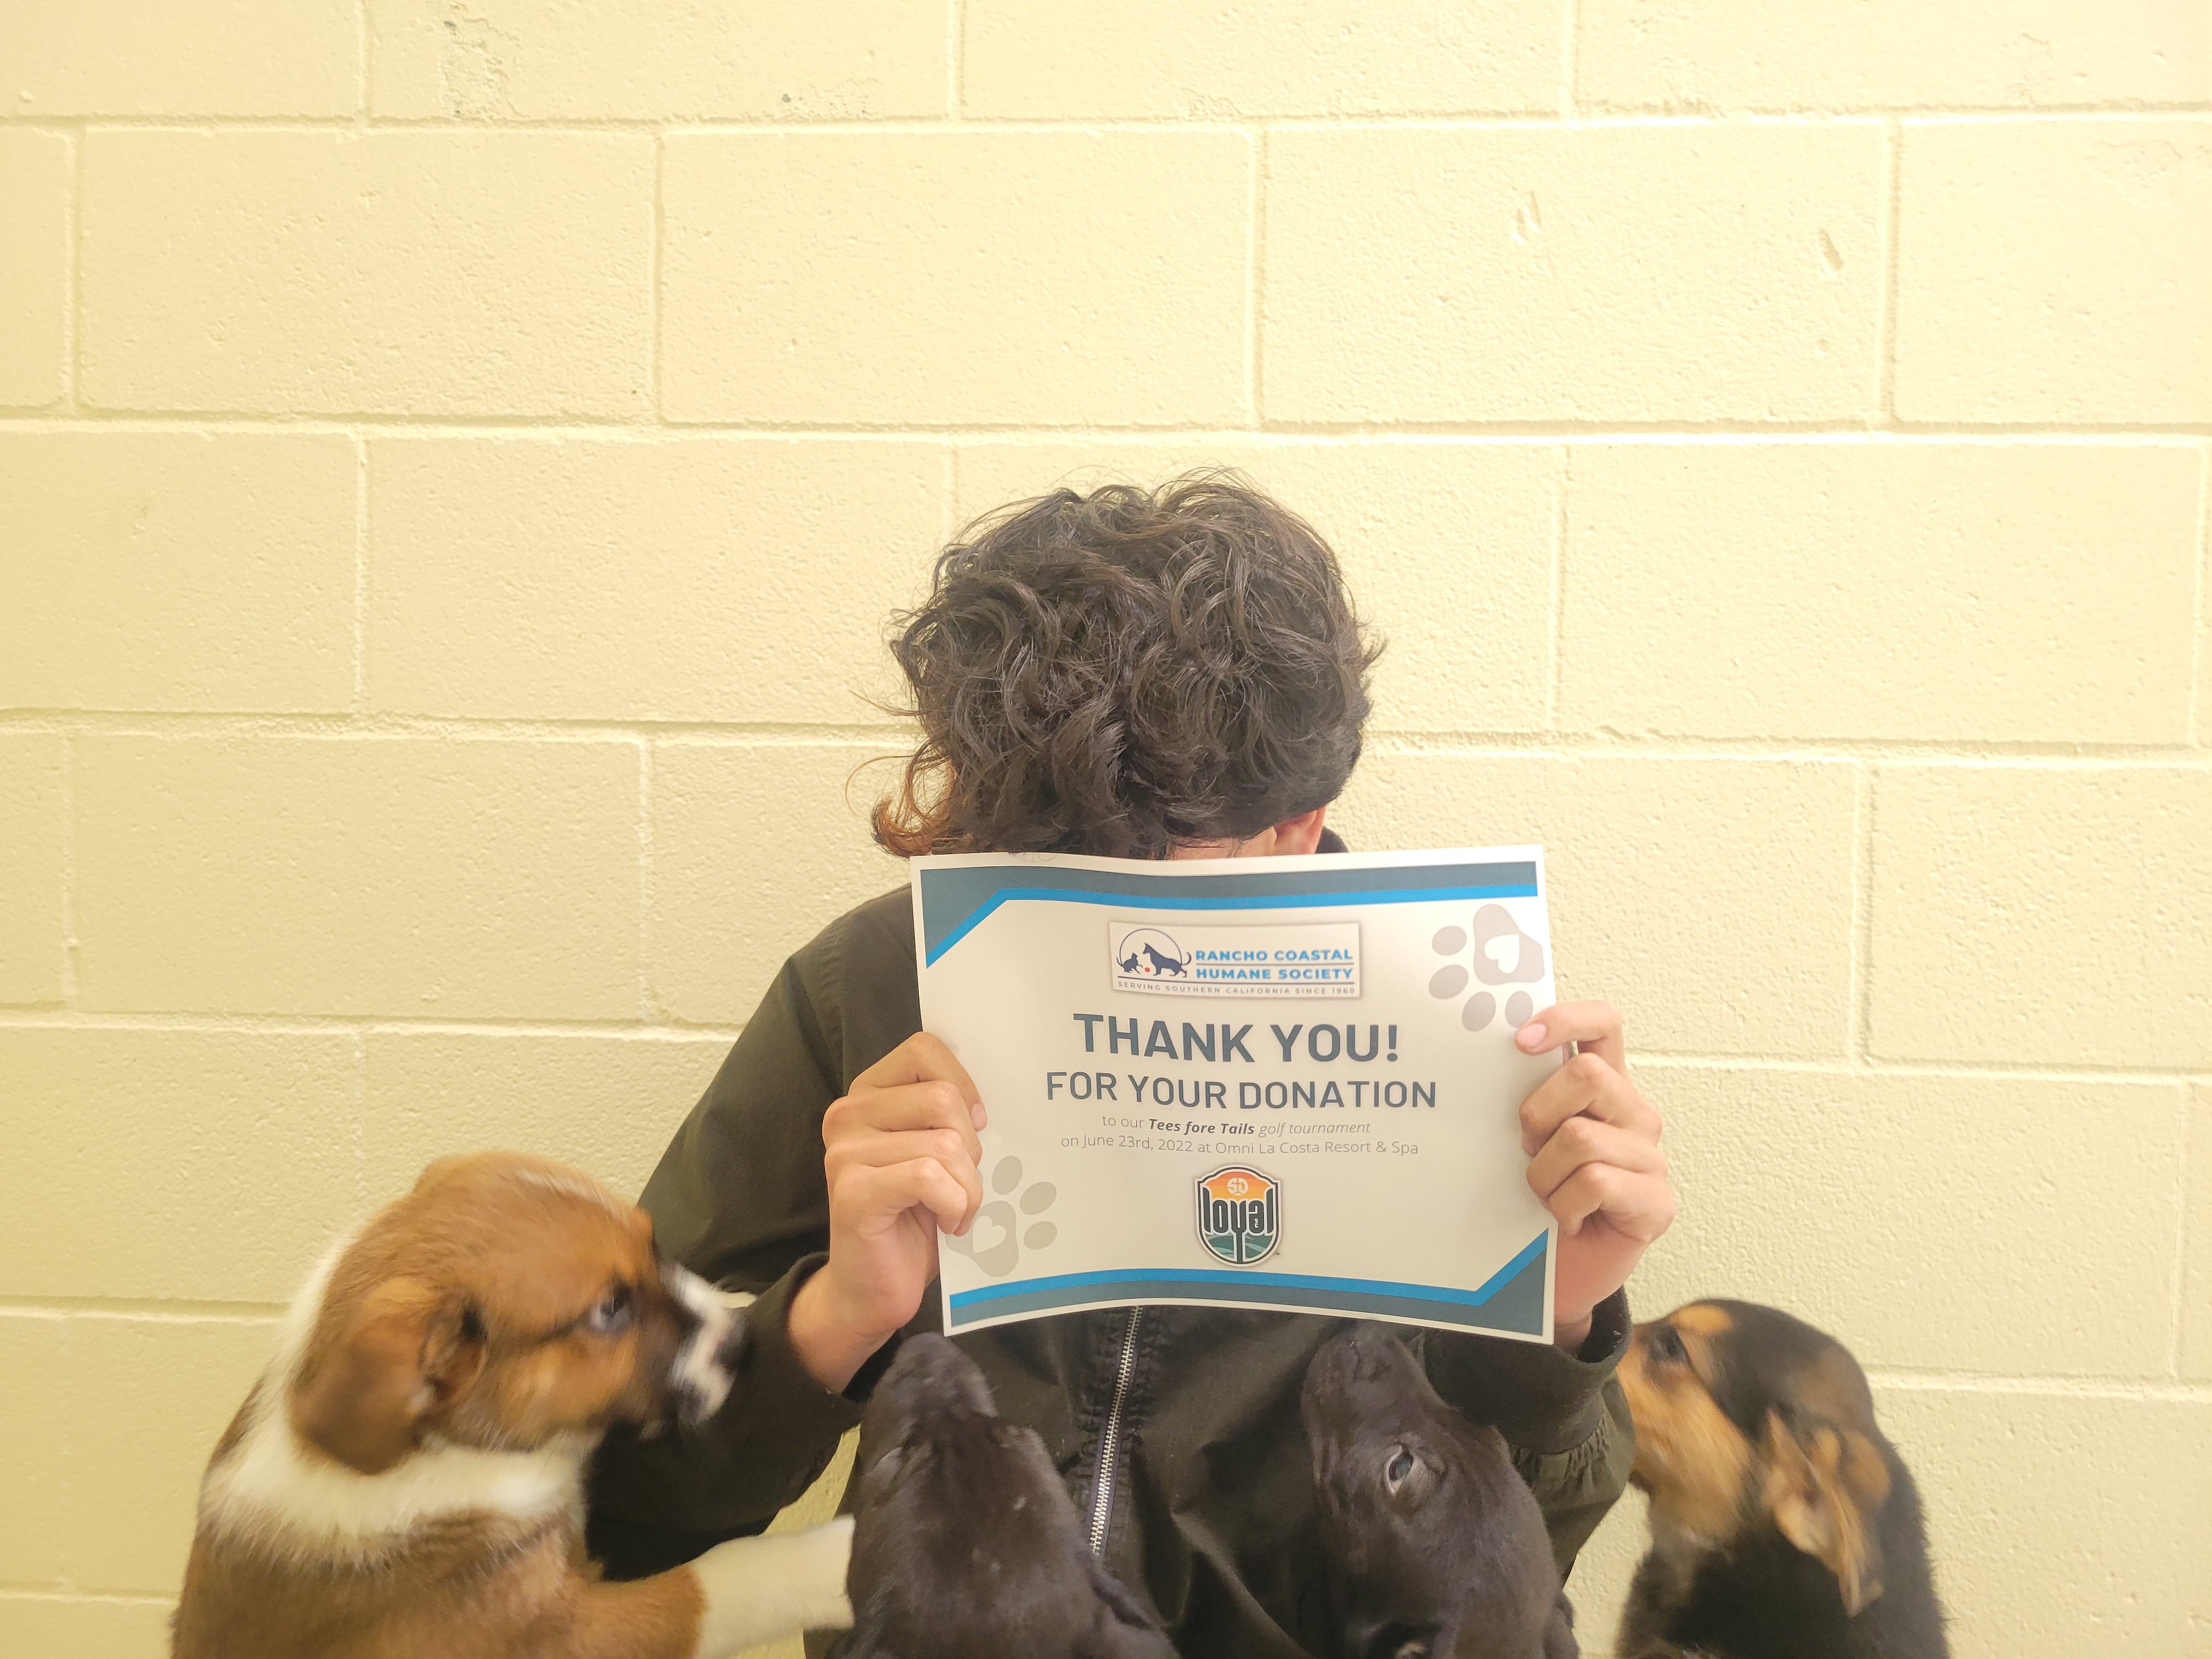 RANCHO COASTAL
HUMANE SOCIETY
SERVING SOUTHERN CALIFORNIA SINCE 1960
THANK YOU!
FOR YOUR DONATION
to our Tees fore Tails golf tournament
on June 23rd, 2022 at Omni La Costa Resort & Spa
SD
loyal